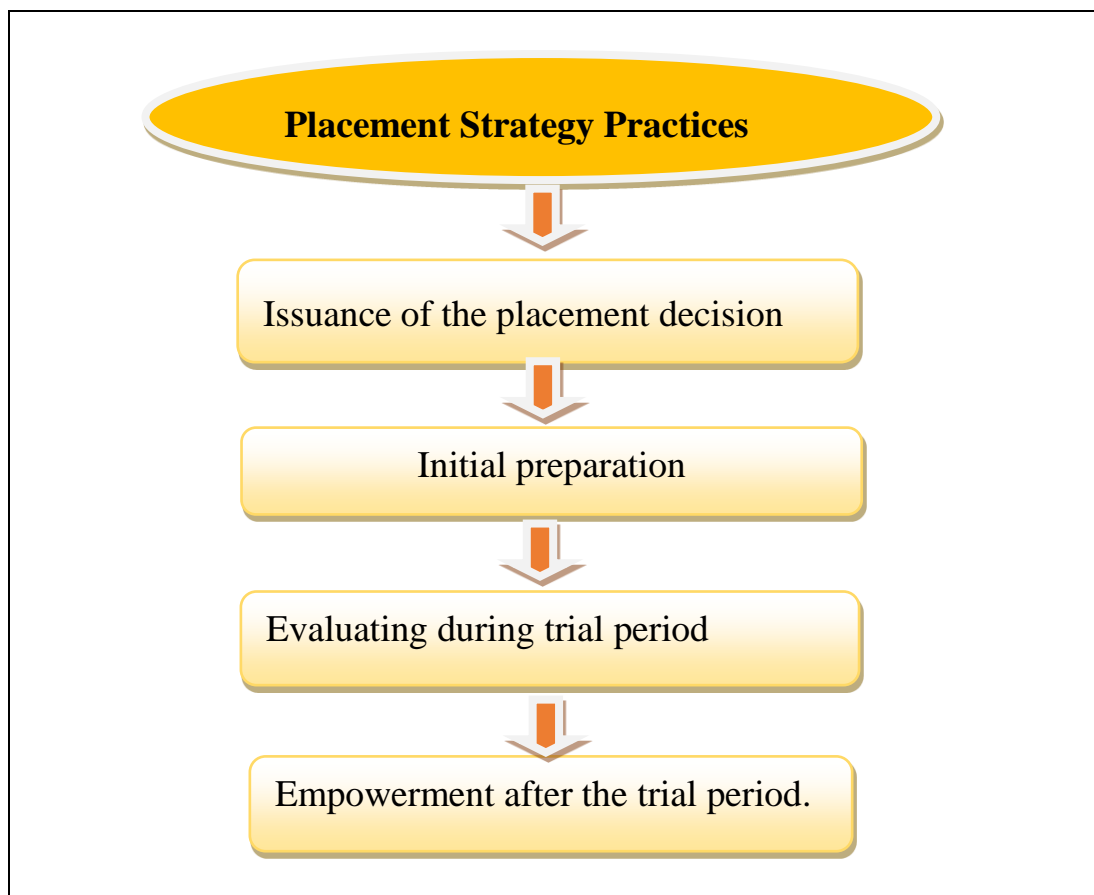 Placement Strategy Practices
Issuance of the placement decision
Initial preparation
Evaluating during trial period
Empowerment after the trial period.